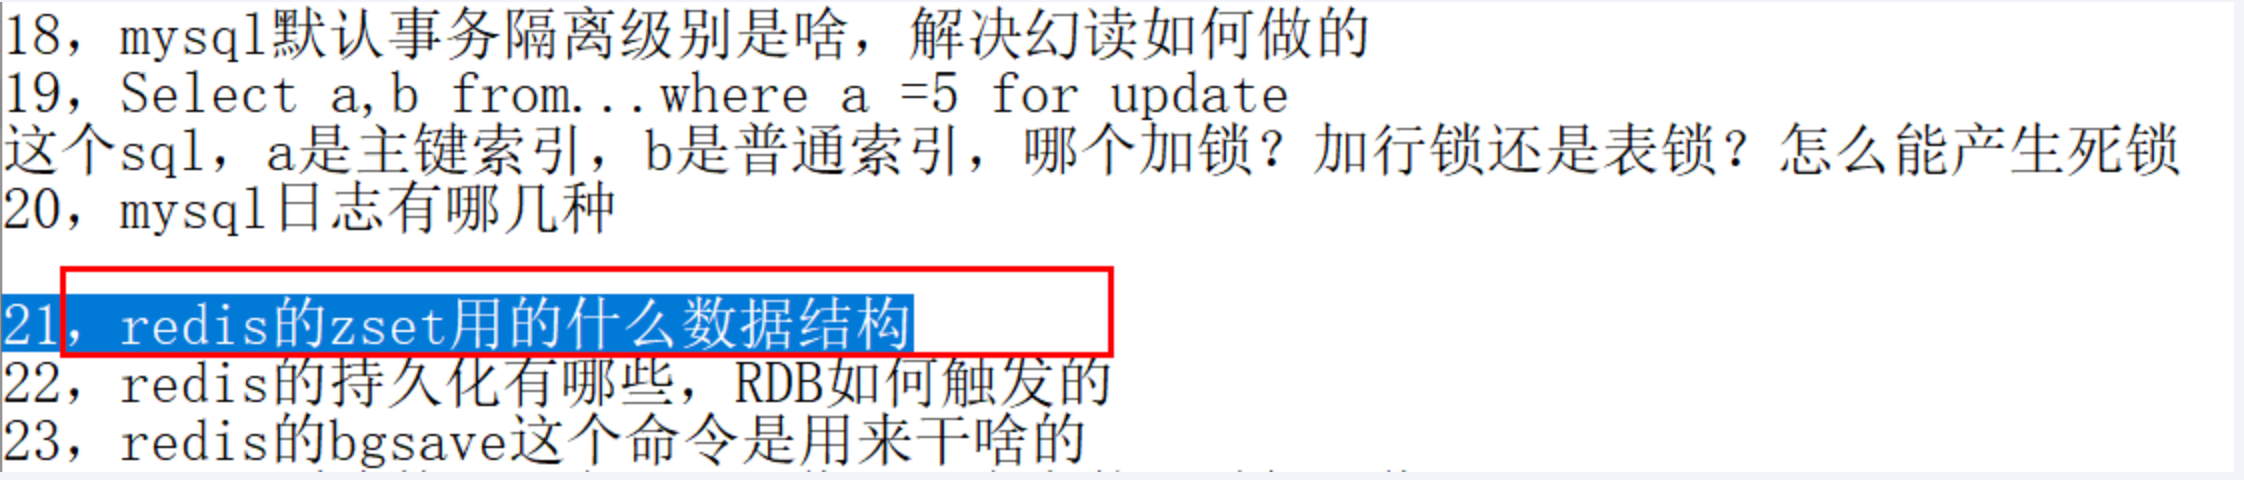 18，mysql默认事务隔离级别是啥，解决幻读如何做的
19，Select a,b from...where a =5 for update
这个sql，a是主键索引，b是普通索引，哪个加锁？加行锁还是表锁？怎么能产生死锁
20，mysql日志有哪几种
21，redis的zset用的什么数据结构
22，redis的持久化有哪些，RDB如何触发的
23，redis的bgsave这个命令是用来干啥的